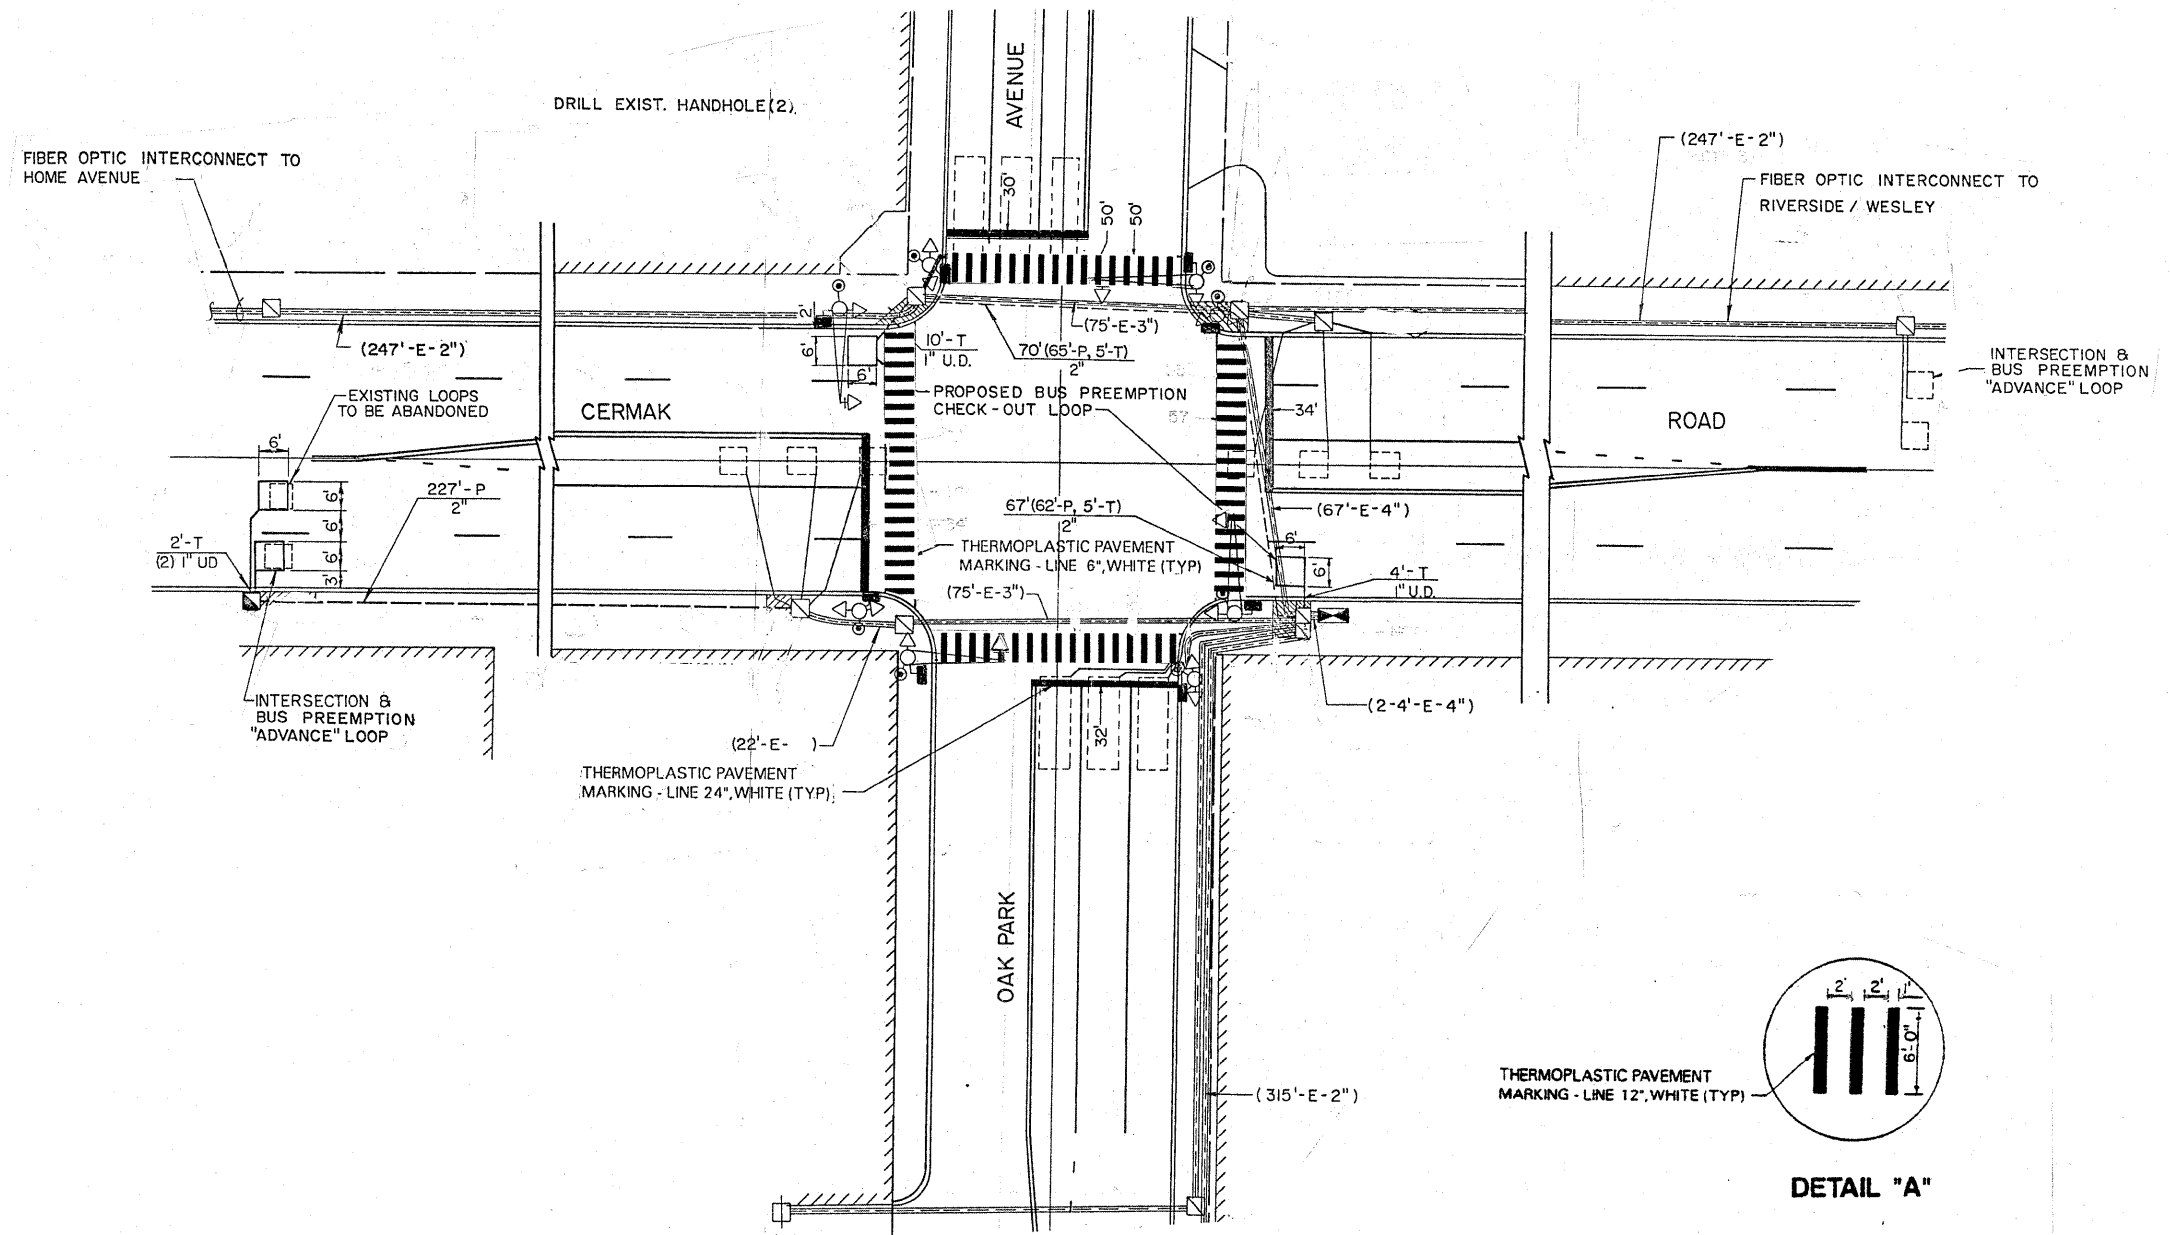 AVENUE
DRILL EXIST. HANDHOLE (2)
FIBER OPTIC INTERCONNECT TO
HOME AVENUE
(247'-E-2")
FIBER OPTIC INTERCONNECT TO
RIVERSIDE / WESLEY
30'
50'
50'
2'
(247'-E-2")
6'
6'
10'-T
1" U.D.
(75'-E-3")
70' (65'-P, 5'-T)
2"
INTERSECTION &
BUS PREEMPTION
"ADVANCE" LOOP
EXISTING LOOPS
TO BE ABANDONED
CERMAK
PROPOSED BUS PREEMPTION
CHECK-OUT LOOP
57
34'
ROAD
6'
6'
6'
6'
3'
227'-P
2"
67' (62'-P, 5'-T)
2"
(67'-E-4")
2'-T
(2) 1" UD
THERMOPLASTIC PAVEMENT
MARKING - LINE 6", WHITE (TYP)
6'
6'
4'-T
1" U.D.
(75'-E-3")
INTERSECTION &
BUS PREEMPTION
"ADVANCE" LOOP
(22'-E- )
32'
(2-4'-E-4")
THERMOPLASTIC PAVEMENT
MARKING - LINE 24", WHITE (TYP)
OAK PARK
(315'-E-2")
2'
2'
1'
6'-0"
THERMOPLASTIC PAVEMENT
MARKING - LINE 12", WHITE (TYP)
DETAIL "A"